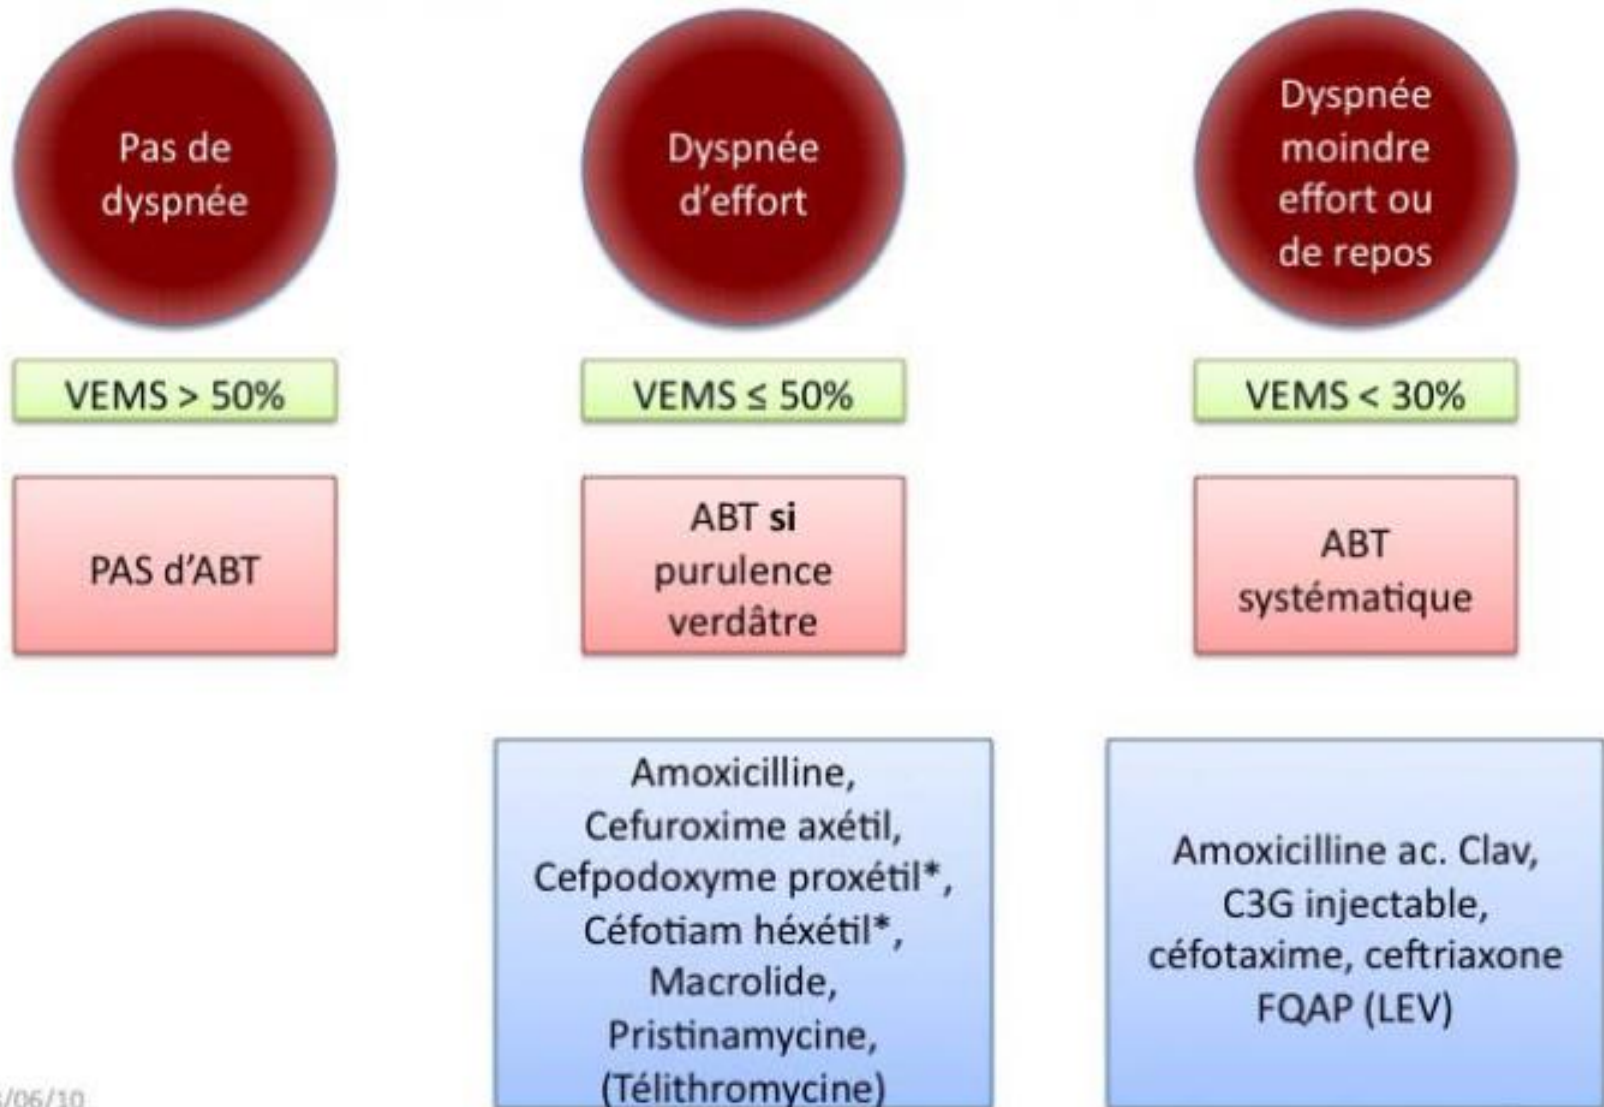 Pas de
dyspnée
Dyspnée
d'effort
Dyspnée
moindre
effort ou
de repos
VEMS > 50%
VEMS ≤ 50%
VEMS < 30%
PAS d'ABT
ABT si
purulence
verdâtre
ABT
systématique
Amoxicilline,
Cefuroxime axétil,
Cefpodoxyme proxétil*,
Céfotiam héxétil*,
Macrolide,
Pristinamycine,
(Télithromycine)
Amoxicilline ac. Clav,
C3G injectable,
céfotaxime, ceftriaxone
FQAP (LEV)
/06/10